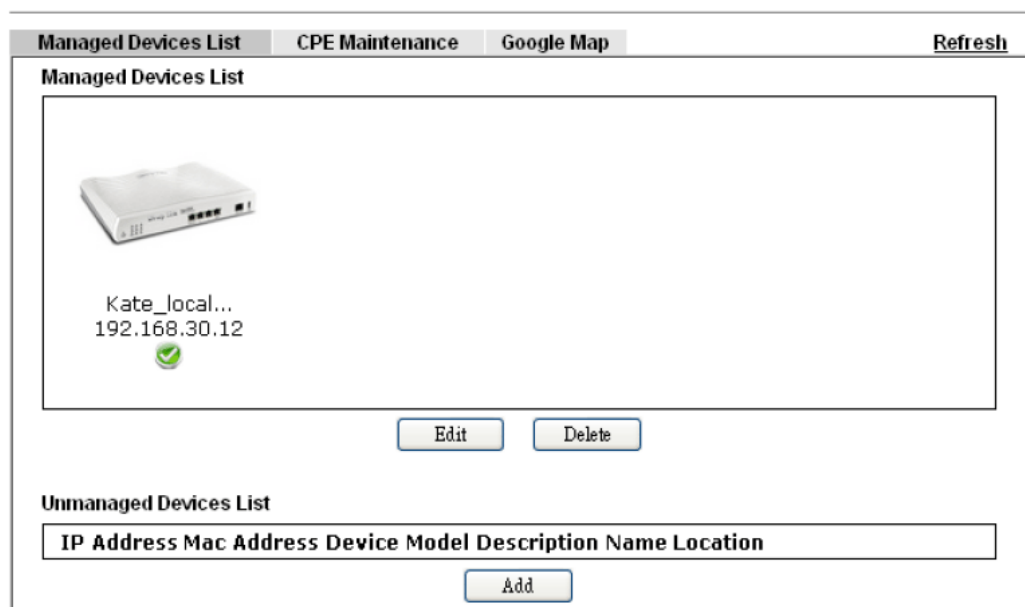 Managed Devices List CPE Maintenance Google Map Refresh
Managed Devices List
Kate_local...
192.168.30.12
Edit Delete
Unmanaged Devices List
IP Address Mac Address Device Model Description Name Location
Add